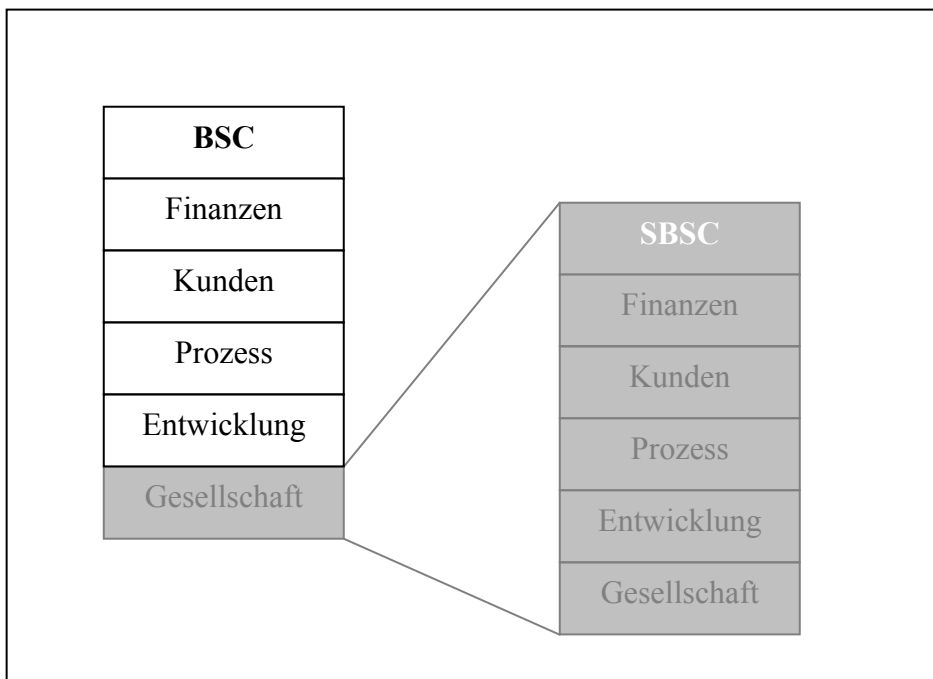 BSC
Finanzen
Kunden
Prozess
Entwicklung
Gesellschaft
SBSC
Finanzen
Kunden
Prozess
Entwicklung
Gesellschaft